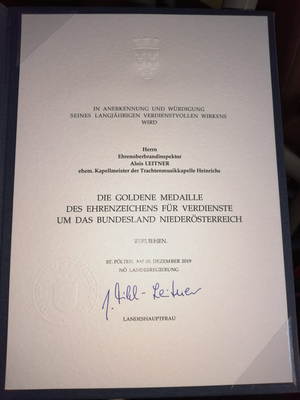 IN ANERKENNUNG UND WÜRDIGUNG
SEINES LANGJÄHRIGEN VERDIENSTVOLLEN WIRKENS
WIRD
Herrn
Ehrenoberbrandinspektor
Alois LEITNER
ehem. Kapellmeister der Trachtenmusikkapelle Heinrichs
DIE GOLDENE MEDAILLE
DES EHRENZEICHENS FÜR VERDIENSTE
UM DAS BUNDESLAND NIEDERÖSTERREICH
VERLIEHEN.
ST. PÖLTEN, AM 10. DEZEMBER 2019
NÖ LANDESREGIERUNG
J. Mikl-Leitner
LANDESHAUPTFRAU